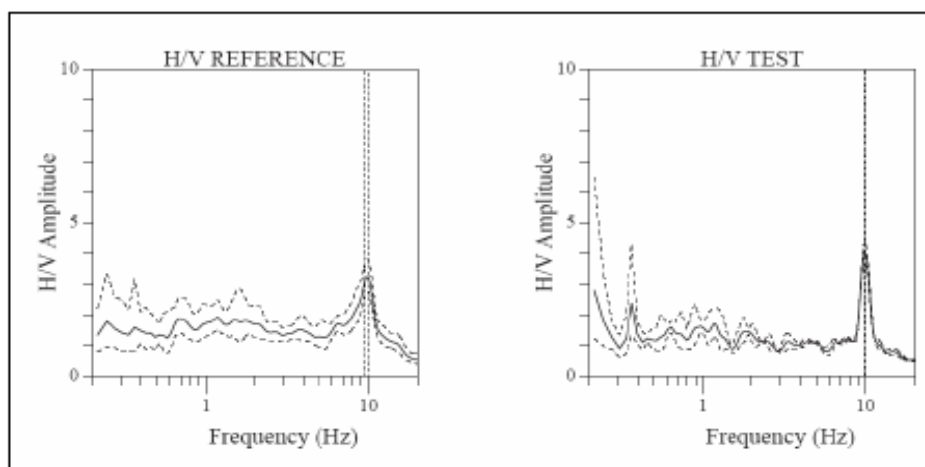 H/V REFERENCE
10
5
0
H/V Amplitude
1
10
Frequency (Hz)
H/V TEST
10
5
0
H/V Amplitude
1
10
Frequency (Hz)